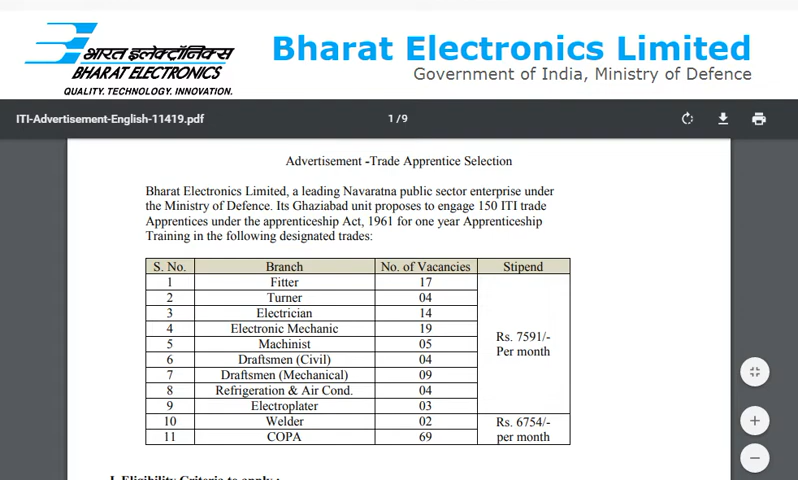 भारत इलेक्ट्रॉनिक्स
BHARAT ELECTRONICS
QUALITY. TECHNOLOGY. INNOVATION.
Bharat Electronics Limited
Government of India, Ministry of Defence
ITI-Advertisement-English-11419.pdf 1/9
Advertisement -Trade Apprentice Selection
Bharat Electronics Limited, a leading Navaratna public sector enterprise under
the Ministry of Defence. Its Ghaziabad unit proposes to engage 150 ITI trade
Apprentices under the apprenticeship Act, 1961 for one year Apprenticeship
Training in the following designated trades:
S. No. Branch No. of Vacancies Stipend
1 Fitter 17
2 Turner 04
3 Electrician 14
4 Electronic Mechanic 19
5 Machinist 05
6 Draftsmen (Civil) 04
7 Draftsmen (Mechanical) 09
8 Refrigeration & Air Cond. 04
9 Electroplater 03
Rs. 7591/-
Per month
10 Welder 02 Rs. 6754/-
11 COPA 69 per month
I. Eligibility Criteria to apply :